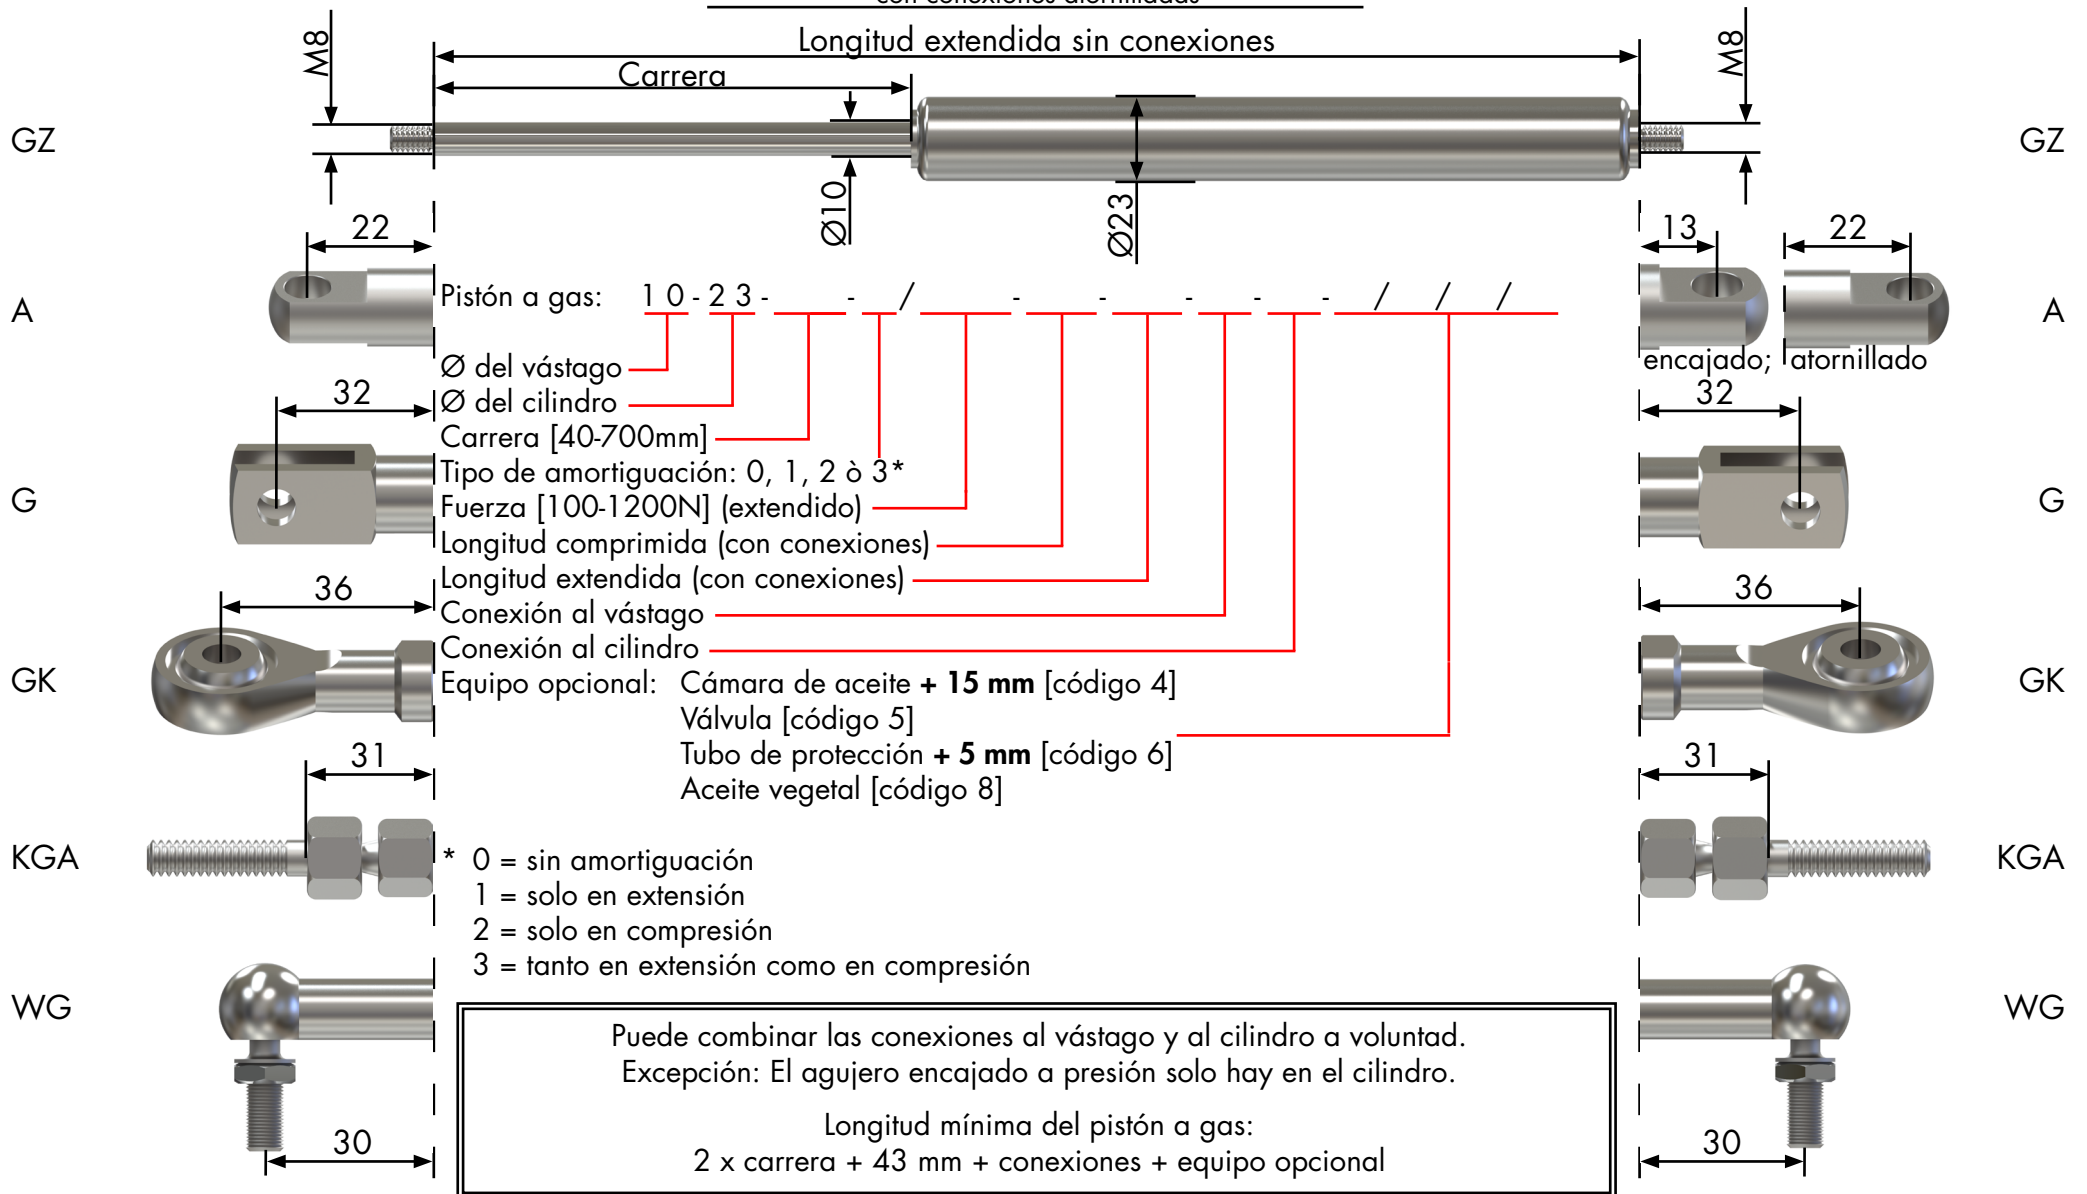 con conexiones atornilladas
Longitud extendida sin conexiones
M8
M8
Carrera
GZ
GZ
Ø10
Ø23
22
13
22
A
Pistón a gas: 10-23- - / - - - - - / / /
A
encajado; atornillado
Ø del vástago
Ø del cilindro
32
32
Carrera [40-700mm]
Tipo de amortiguación: 0, 1, 2 ò 3*
G
Fuerza [100-1200N] (extendido)
G
Longitud comprimida (con conexiones)
Longitud extendida (con conexiones)
36
36
Conexión al vástago
Conexión al cilindro
GK
Equipo opcional: Cámara de aceite + 15 mm [código 4]
GK
Válvula [código 5]
Tubo de protección + 5 mm [código 6]
31
31
Aceite vegetal [código 8]
KGA
* 0 = sin amortiguación
KGA
1 = solo en extensión
2 = solo en compresión
3 = tanto en extensión como en compresión
WG
WG
Puede combinar las conexiones al vástago y al cilindro a voluntad.
Excepción: El agujero encajado a presión solo hay en el cilindro.
Longitud mínima del pistón a gas:
2 x carrera + 43 mm + conexiones + equipo opcional
30
30